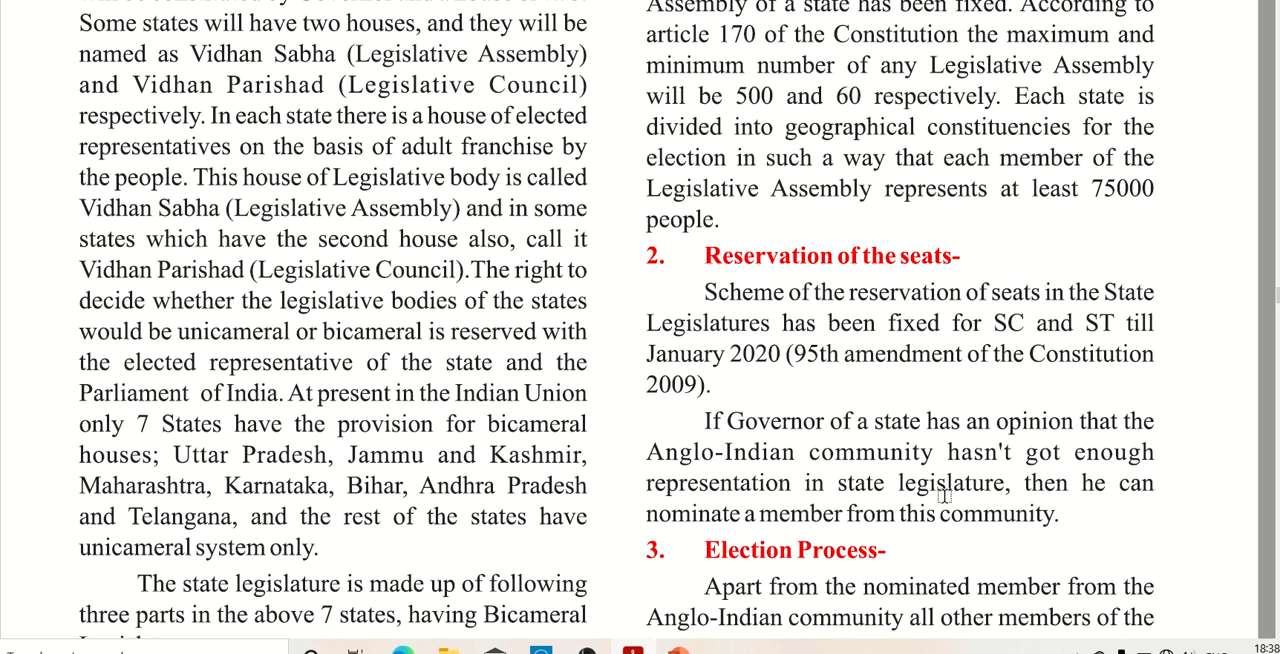 Some states will have two houses, and they will be
named as Vidhan Sabha (Legislative Assembly)
and Vidhan Parishad (Legislative Council)
respectively. In each state there is a house of elected
representatives on the basis of adult franchise by
the people. This house of Legislative body is called
Vidhan Sabha (Legislative Assembly) and in some
states which have the second house also, call it
Vidhan Parishad (Legislative Council).The right to
decide whether the legislative bodies of the states
would be unicameral or bicameral is reserved with
the elected representative of the state and the
Parliament of India. At present in the Indian Union
only 7 States have the provision for bicameral
houses; Uttar Pradesh, Jammu and Kashmir,
Maharashtra, Karnataka, Bihar, Andhra Pradesh
and Telangana, and the rest of the states have
unicameral system only.
The state legislature is made up of following
three parts in the above 7 states, having Bicameral
Assembly of a state has been fixed. According to
article 170 of the Constitution the maximum and
minimum number of any Legislative Assembly
will be 500 and 60 respectively. Each state is
divided into geographical constituencies for the
election in such a way that each member of the
Legislative Assembly represents at least 75000
people.
2. Reservation of the seats-
Scheme of the reservation of seats in the State
Legislatures has been fixed for SC and ST till
January 2020 (95th amendment of the Constitution
2009).
If Governor of a state has an opinion that the
Anglo-Indian community hasn't got enough
representation in state legislature, then he can
nominate a member from this community.
3. Election Process-
Apart from the nominated member from the
Anglo-Indian community all other members of the
18:38